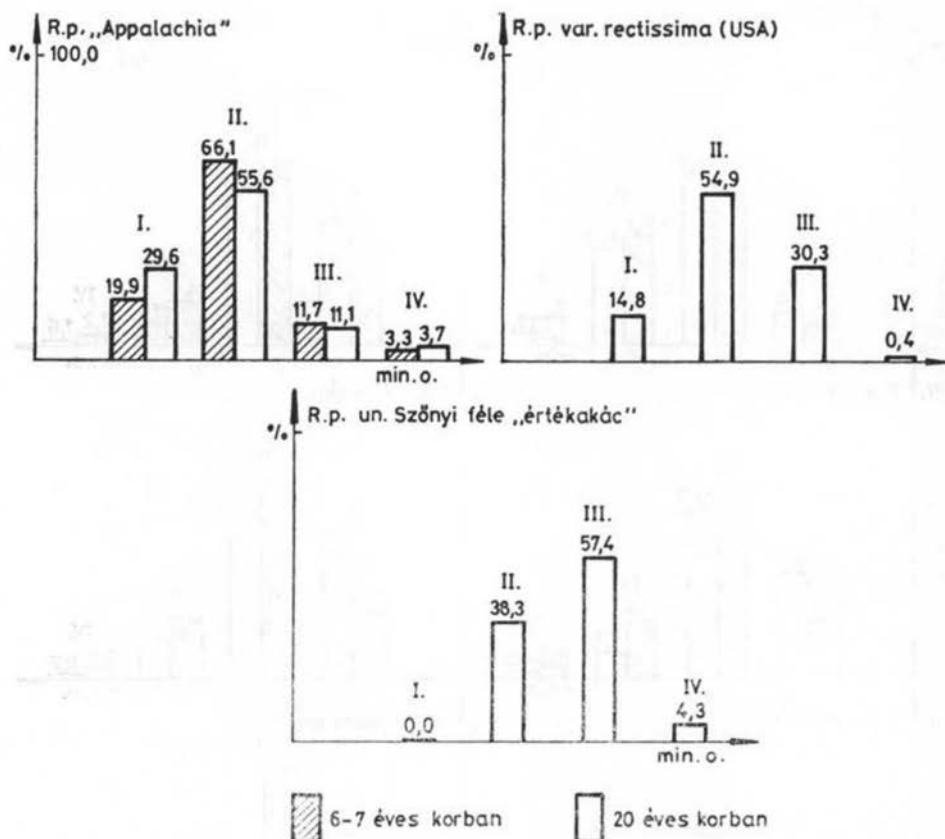 R.p. „Appalachia"
%
100,0
I.
19,9
29,6
II.
66,1
55,6
III.
11,7
11,1
IV.
3,3
3,7
min. o.
R.p. var. rectissima (USA)
%
I.
14,8
II.
54,9
III.
30,3
IV.
0,4
R.p. un. Szőnyi féle „értékakác"
%
I.
0,0
II.
38,3
III.
57,4
IV.
4,3
min. o.
6-7 éves korban
20 éves korban